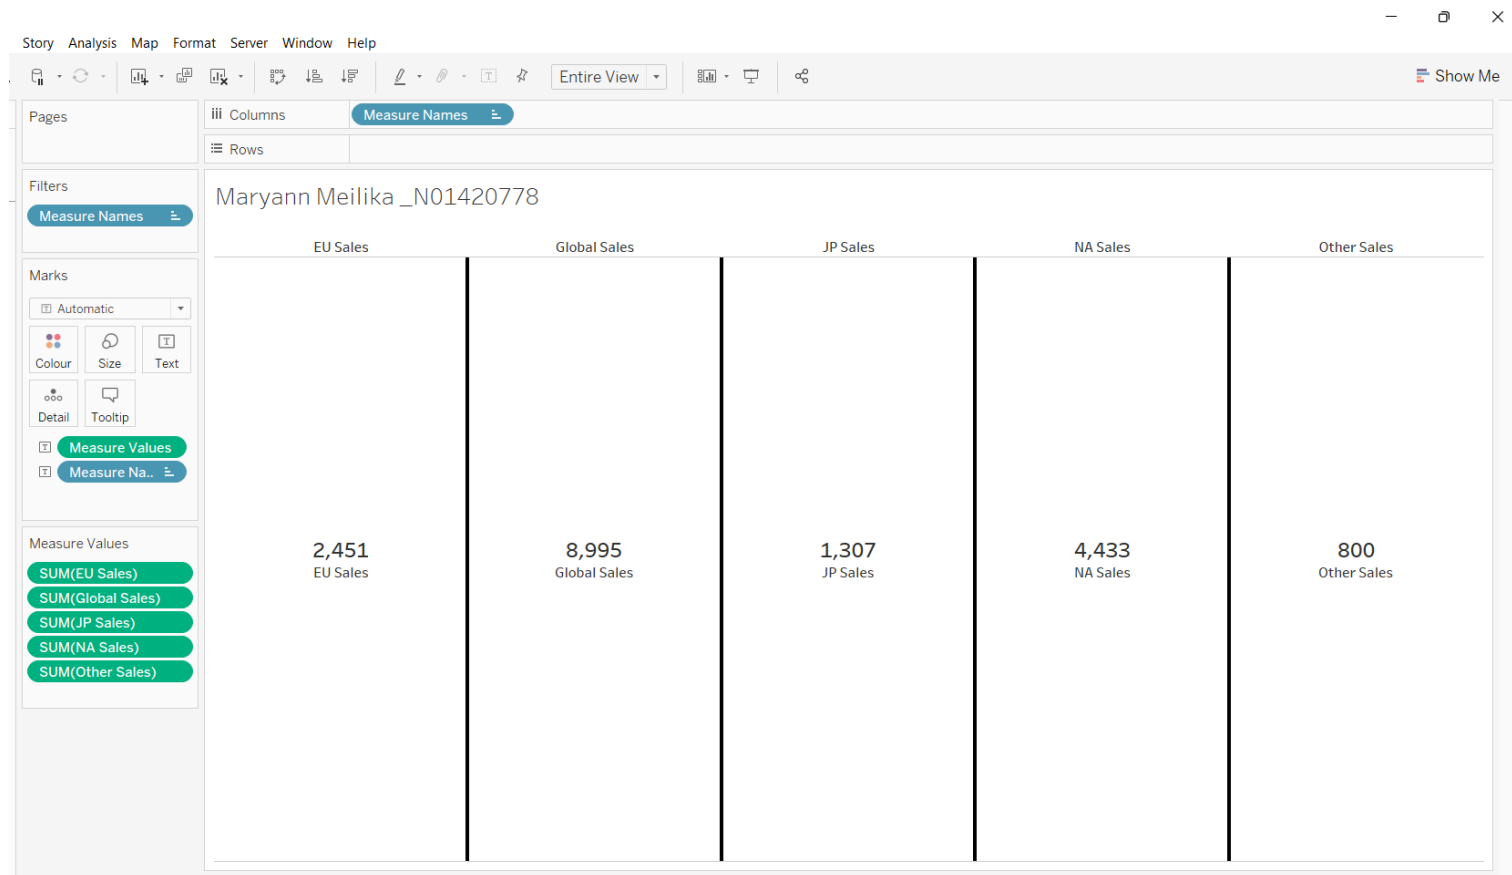 Story Analysis Map Format Server Window Help
Entire View
Show Me
Pages
Columns
Measure Names
Rows
Filters
Measure Names
Marks
Automatic
Colour Size Text
Detail Tooltip
Measure Values
Measure Na..
Measure Values
SUM(EU Sales)
SUM(Global Sales)
SUM(JP Sales)
SUM(NA Sales)
SUM(Other Sales)
Maryann Meilika _N01420778
EU Sales Global Sales JP Sales NA Sales Other Sales
2,451 8,995 1,307 4,433 800
EU Sales Global Sales JP Sales NA Sales Other Sales